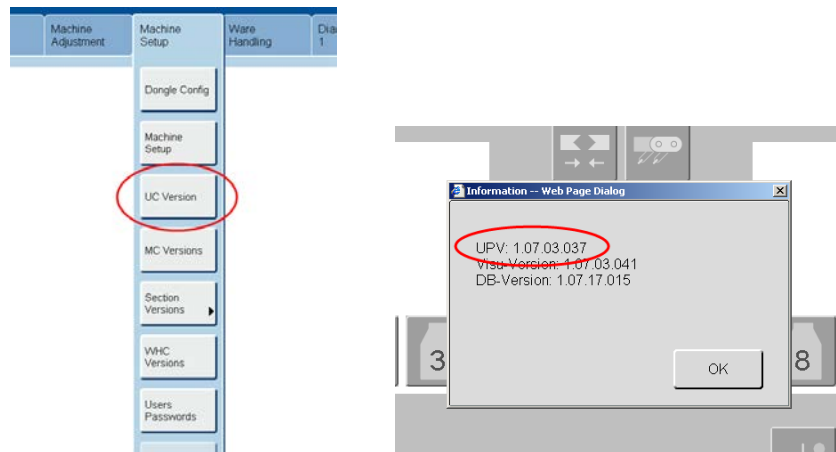 Machine
Adjustment
Machine
Setup
Ware
Handling
Dia
1
Dongle Config
Machine
Setup
UC Version
MC Versions
Section
Versions
WHC
Versions
Users
Passwords
Information -- Web Page Dialog
UPV: 1.07.03.037
Visu-Version: 1.07.03.041
DB-Version: 1.07.17.015
3
OK
8